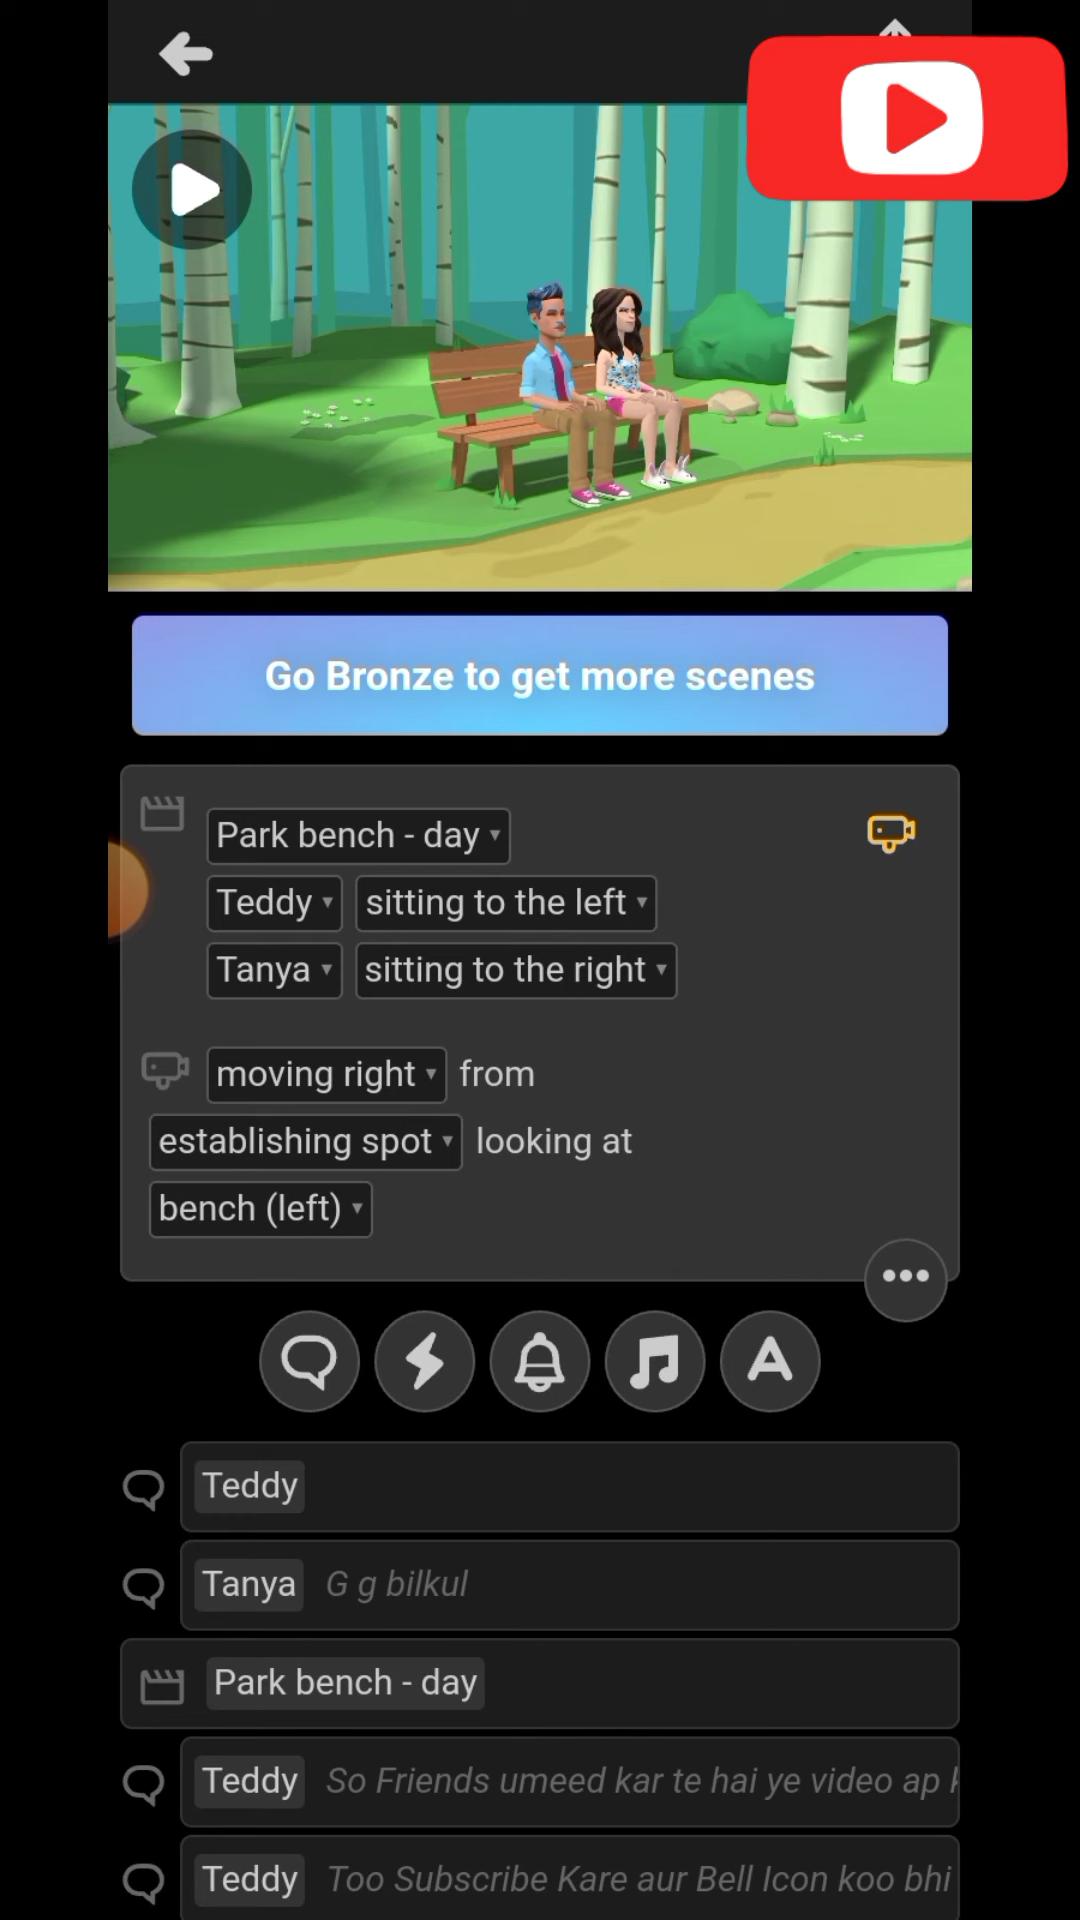 Go Bronze to get more scenes
Park bench - day
Teddy sitting to the left
Tanya sitting to the right
moving right from
establishing spot looking at
bench (left)
Teddy
Tanya G g bilkul
Park bench - day
Teddy So Friends umeed kar te hai ye video ap
Teddy Too Subscribe Kare aur Bell Icon koo bhi